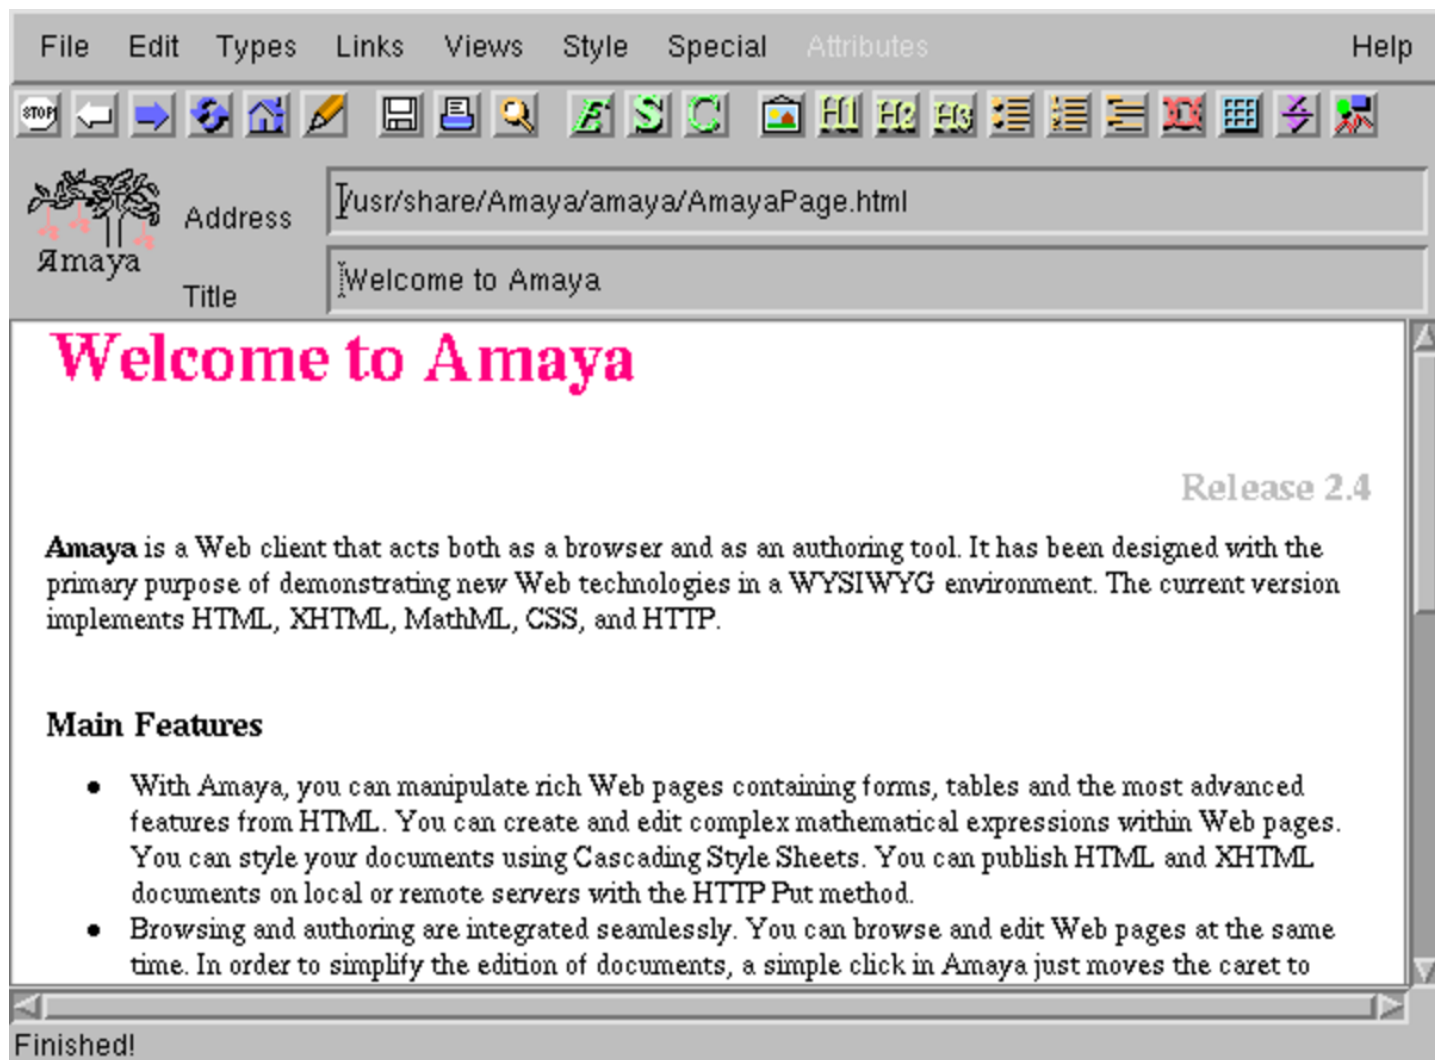 File Edit Types Links Views Style Special Attributes Help
STOP E S C H1 H2 H3
Amaya
Address /usr/share/Amaya/amaya/AmayaPage.html
Title Welcome to Amaya
Welcome to Amaya
Release 2.4
Amaya is a Web client that acts both as a browser and as an authoring tool. It has been designed with the
primary purpose of demonstrating new Web technologies in a WYSIWYG environment. The current version
implements HTML, XHTML, MathML, CSS, and HTTP.
Main Features
• With Amaya, you can manipulate rich Web pages containing forms, tables and the most advanced
features from HTML. You can create and edit complex mathematical expressions within Web pages.
You can style your documents using Cascading Style Sheets. You can publish HTML and XHTML
documents on local or remote servers with the HTTP Put method.
• Browsing and authoring are integrated seamlessly. You can browse and edit Web pages at the same
time. In order to simplify the edition of documents, a simple click in Amaya just moves the caret to
Finished!